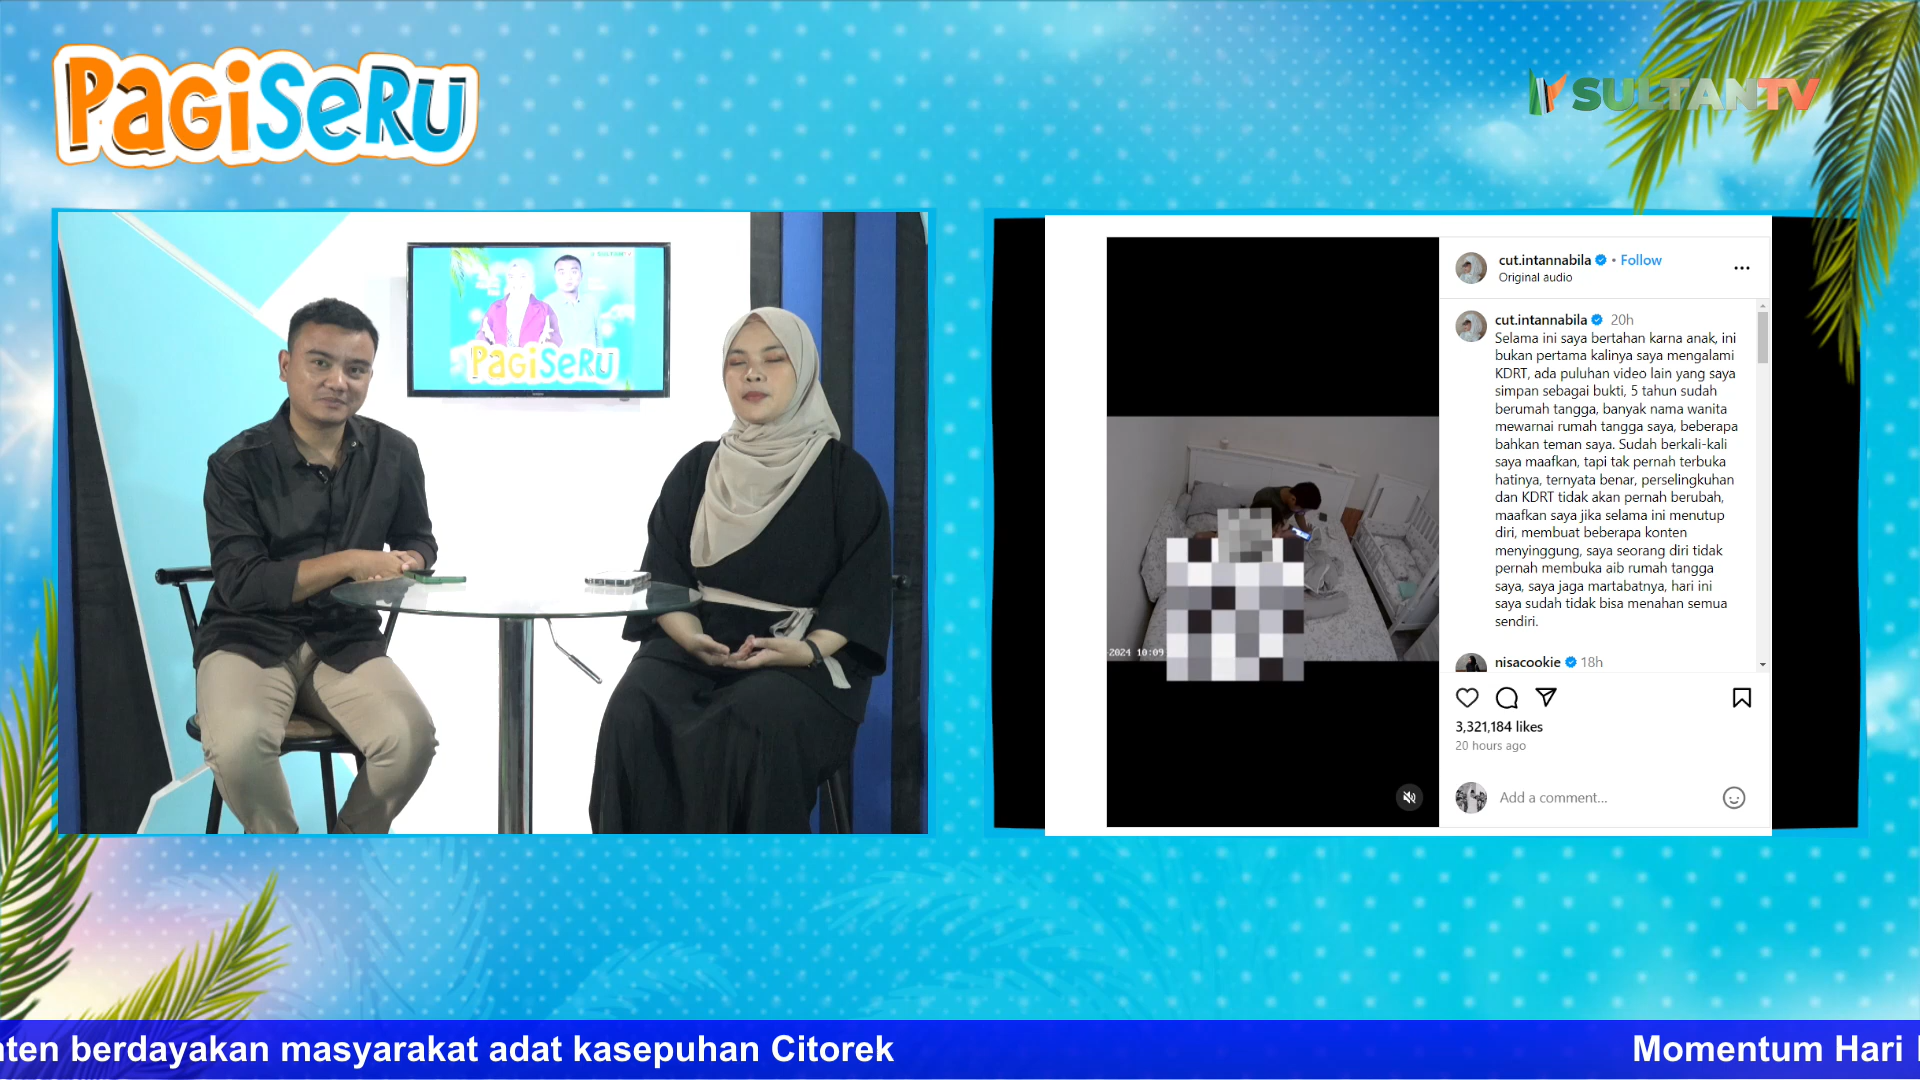 PAGISERU
SULTANTV
PAGISERU
cut.intannabila • Follow
Original audio
cut.intannabila 20h
Selama ini saya bertahan karna anak, ini
bukan pertama kalinya saya mengalami
KDRT, ada puluhan video lain yang saya
simpan sebagai bukti, 5 tahun sudah
berumah tangga, banyak nama wanita
mewarnai rumah tangga saya, beberapa
bahkan teman saya. Sudah berkali-kali
saya maafkan, tapi tak pernah terbuka
hatinya, ternyata benar, perselingkuhan
dan KDRT tidak akan pernah berubah,
maafkan saya jika selama ini menutup
diri, membuat beberapa konten
menyinggung, saya seorang diri tidak
pernah membuka aib rumah tangga
saya, saya jaga martabatnya, hari ini
saya sudah tidak bisa menahan semua
sendiri.
-2024 10:09
nisacookie 18h
3,321,184 likes
20 hours ago
Add a comment...
nten berdayakan masyarakat adat kasepuhan Citorek
Momentum Hari